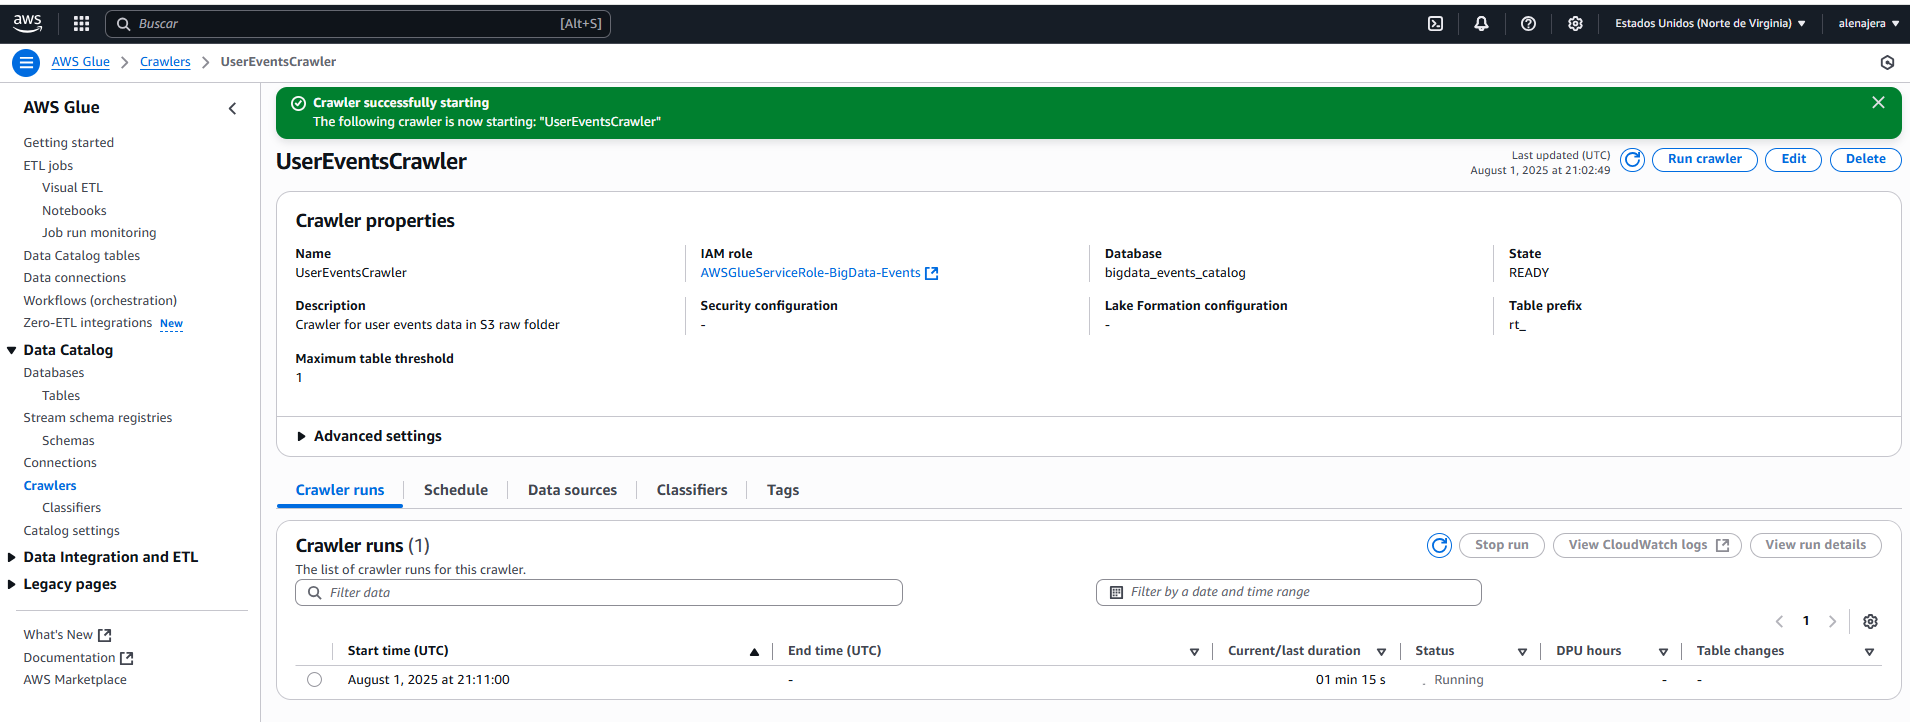 aws
Buscar
[Alt+S]
Estados Unidos (Norte de Virginia)
alenajera
AWS Glue
Crawlers
UserEventsCrawler
AWS Glue
Getting started
ETL jobs
Visual ETL
Notebooks
Job run monitoring
Data Catalog tables
Data connections
Workflows (orchestration)
Zero-ETL integrations New
Data Catalog
Databases
Tables
Stream schema registries
Schemas
Connections
Crawlers
Classifiers
Catalog settings
Data Integration and ETL
Legacy pages
What's New
Documentation
AWS Marketplace
Crawler successfully starting
The following crawler is now starting: "UserEventsCrawler"
UserEventsCrawler
Last updated (UTC)
August 1, 2025 at 21:02:49
Run crawler
Edit
Delete
Crawler properties
Name
UserEventsCrawler
IAM role
AWSGlueServiceRole-BigData-Events
Database
bigdata_events_catalog
State
READY
Description
Crawler for user events data in S3 raw folder
Security configuration
-
Lake Formation configuration
-
Table prefix
rt_
Maximum table threshold
1
Advanced settings
Crawler runs
Schedule
Data sources
Classifiers
Tags
Crawler runs (1)
The list of crawler runs for this crawler.
Stop run
View CloudWatch logs
View run details
Filter data
Filter by a date and time range
1
Start time (UTC)
End time (UTC)
Current/last duration
Status
DPU hours
Table changes
August 1, 2025 at 21:11:00
-
01 min 15 s
Running
-
-